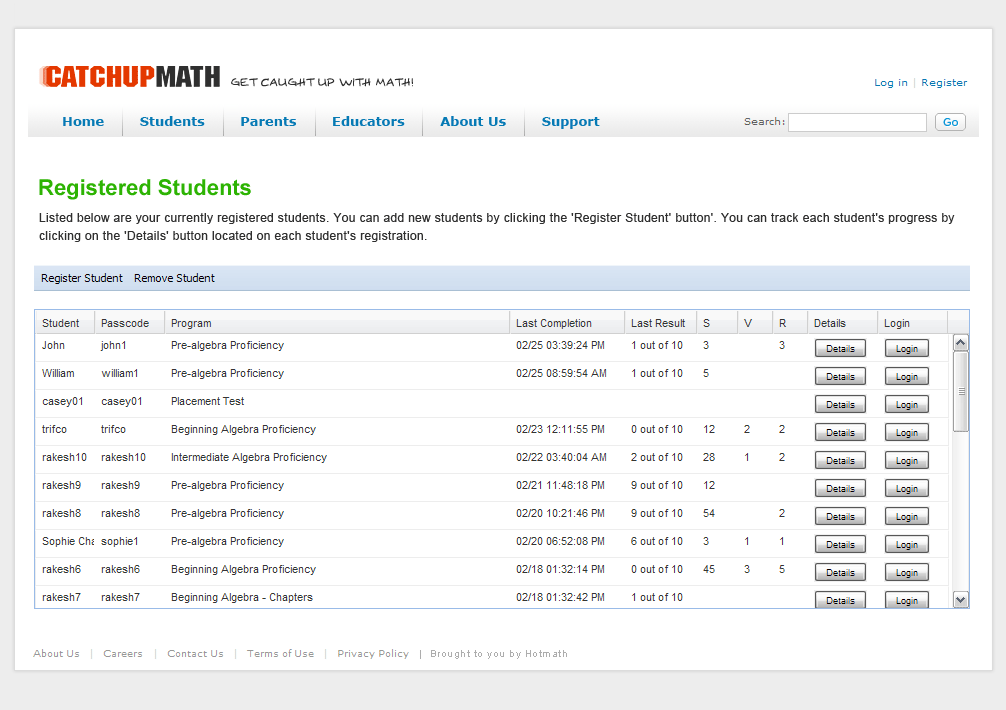 CATCHUPMATH GET CAUGHT UP WITH MATH!
Log in | Register
Home Students Parents Educators About Us Support Search: Go
Registered Students
Listed below are your currently registered students. You can add new students by clicking the 'Register Student' button'. You can track each student's progress by
clicking on the 'Details' button located on each student's registration.
Register Student Remove Student
Student Passcode Program Last Completion Last Result S V R Details Login
John john1 Pre-algebra Proficiency 02/25 03:39:24 PM 1 out of 10 3 3 Details Login
William william1 Pre-algebra Proficiency 02/25 08:59:54 AM 1 out of 10 5 Details Login
casey01 casey01 Placement Test Details Login
trifco trifco Beginning Algebra Proficiency 02/23 12:11:55 PM 0 out of 10 12 2 2 Details Login
rakesh10 rakesh10 Intermediate Algebra Proficiency 02/22 03:40:04 AM 2 out of 10 28 1 2 Details Login
rakesh9 rakesh9 Pre-algebra Proficiency 02/21 11:48:18 PM 9 out of 10 12 Details Login
rakesh8 rakesh8 Pre-algebra Proficiency 02/20 10:21:46 PM 9 out of 10 54 2 Details Login
Sophie Cha sophie1 Pre-algebra Proficiency 02/20 06:52:08 PM 6 out of 10 3 1 1 Details Login
rakesh6 rakesh6 Beginning Algebra Proficiency 02/18 01:32:14 PM 0 out of 10 45 3 5 Details Login
rakesh7 rakesh7 Beginning Algebra - Chapters 02/18 01:32:42 PM 1 out of 10 Details Login
About Us | Careers | Contact Us | Terms of Use | Privacy Policy | Brought to you by Hotmath